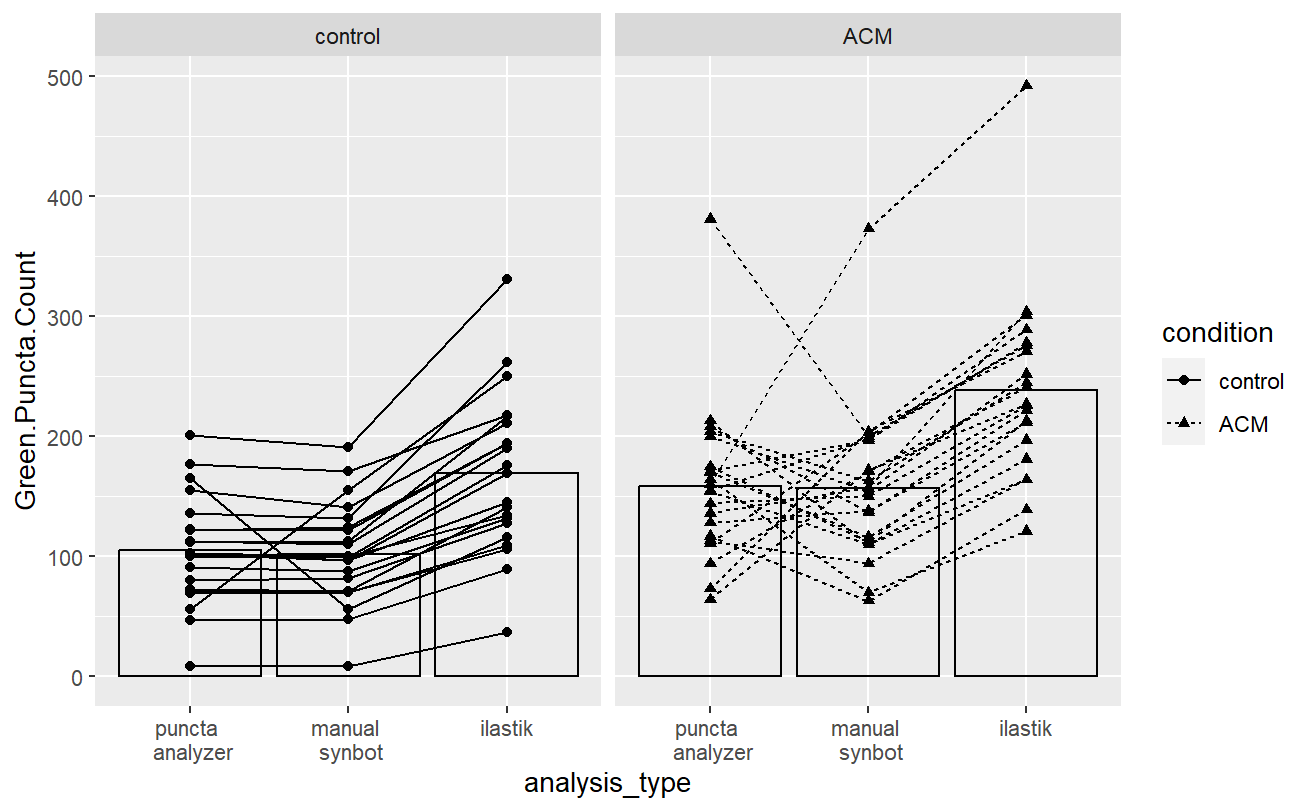 control
ACM
500
400
300
200
100
0
Green.Puncta.Count
puncta
analyzer
manual
synbot
ilastik
puncta
analyzer
manual
synbot
ilastik
analysis_type
condition
control
ACM